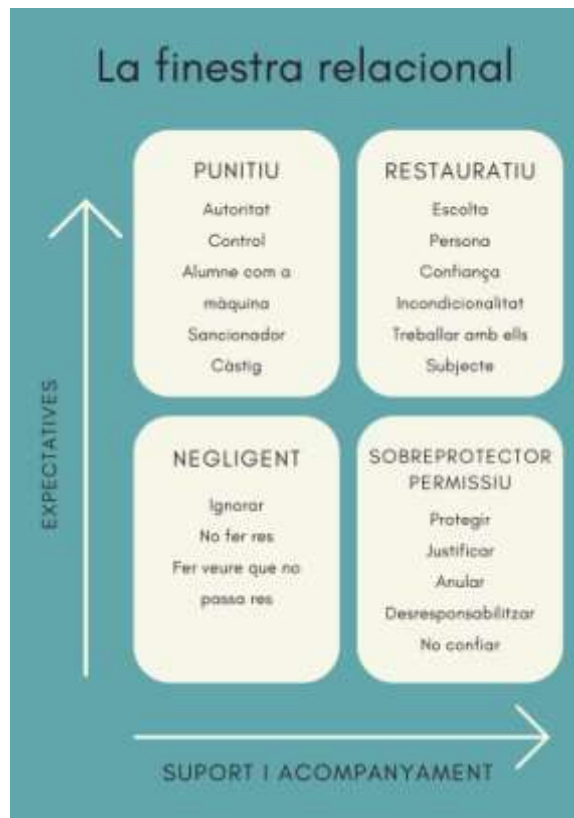 La finestra relacional
PUNITIU
Autoritat
Control
Alumne com a
màquina
Sancionador
Càstig
RESTAURATIU
Escolta
Persona
Confiança
Incondicionalitat
Treballar amb ells
Subjecte
EXPECTATIVES
NEGLIGENT
Ignorar
No fer res
Fer veure que no
passa res
SOBREPROTECTOR
PERMISSIU
Protegir
Justificar
Anular
Desresponsabilitzar
No confiar
SUPORT I ACOMPANYAMENT